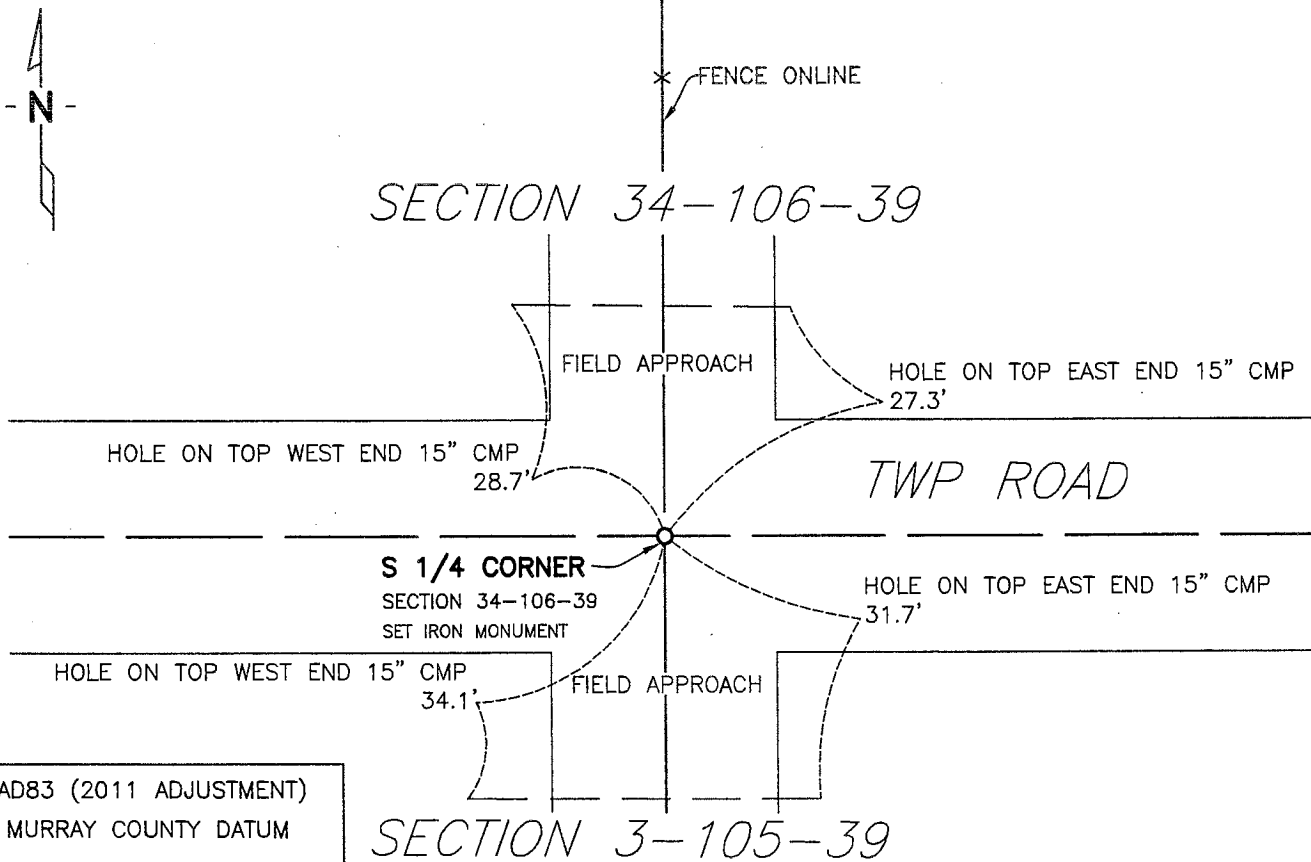 FENCE ONLINE
- N -
SECTION 34-106-39
FIELD APPROACH
HOLE ON TOP EAST END 15" CMP
27.3'
HOLE ON TOP WEST END 15" CMP
28.7'
TWP ROAD
S 1/4 CORNER
SECTION 34-106-39
SET IRON MONUMENT
HOLE ON TOP EAST END 15" CMP
31.7'
HOLE ON TOP WEST END 15" CMP
34.1'
FIELD APPROACH
AD83 (2011 ADJUSTMENT)
MURRAY COUNTY DATUM
SECTION 3-105-39